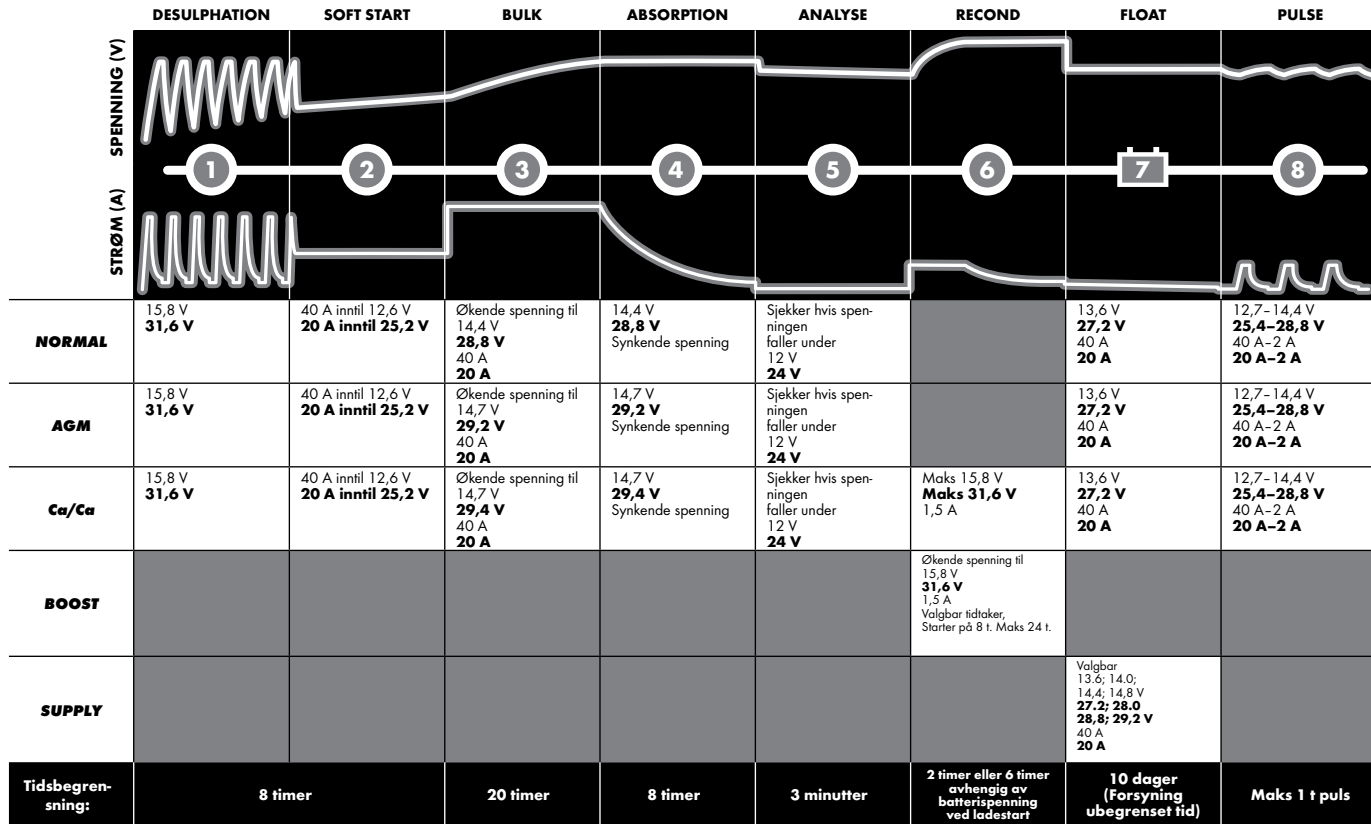 DESULPHATION SOFT START BULK ABSORPTION ANALYSE RECOND FLOAT PULSE
SPENNING (V)
1 2 3 4 5 6 7 8
STRØM (A)
NORMAL
15,8 V
31,6 V
40 A inntil 12,6 V
20 A inntil 25,2 V
Økende spenning til
14,4 V
28,8 V
40 A
20 A
14,4 V
28,8 V
Synkende spenning
Sjekker hvis spen-
ningen
faller under
12 V
24 V
13,6 V
27,2 V
40 A
20 A
12,7–14,4 V
25,4–28,8 V
40 A–2 A
20 A–2 A
AGM
15,8 V
31,6 V
40 A inntil 12,6 V
20 A inntil 25,2 V
Økende spenning til
14,7 V
29,2 V
40 A
20 A
14,7 V
29,2 V
Synkende spenning
Sjekker hvis spen-
ningen
faller under
12 V
24 V
13,6 V
27,2 V
40 A
20 A
12,7–14,4 V
25,4–28,8 V
40 A–2 A
20 A–2 A
Ca/Ca
15,8 V
31,6 V
40 A inntil 12,6 V
20 A inntil 25,2 V
Økende spenning til
14,7 V
29,4 V
40 A
20 A
14,7 V
29,4 V
Synkende spenning
Sjekker hvis spen-
ningen
faller under
12 V
24 V
Maks 15,8 V
Maks 31,6 V
1,5 A
13,6 V
27,2 V
40 A
20 A
12,7–14,4 V
25,4–28,8 V
40 A–2 A
20 A–2 A
BOOST
Økende spenning til
15,8 V
31,6 V
1,5 A
Valgbar tidtaker,
Starter på 8 t. Maks 24 t.
SUPPLY
Valgbar
13.6; 14.0;
14,4; 14,8 V
27.2; 28.0
28,8; 29,2 V
40 A
20 A
Tidsbegren-
sning:
8 timer
20 timer
8 timer
3 minutter
2 timer eller 6 timer
avhengig av
batterispenning
ved ladestart
10 dager
(Forsyning
ubegrenset tid)
Maks 1 t puls